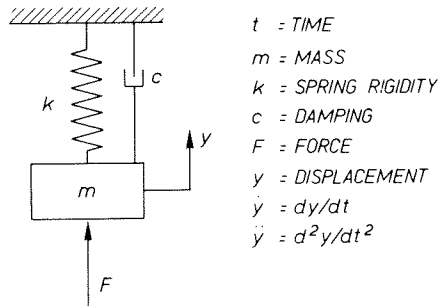 k
c
y
m
F
t = TIME
m = MASS
k = SPRING RIGIDITY
c = DAMPING
F = FORCE
y = DISPLACEMENT
ẏ = dy/dt
ÿ = d²y/dt²